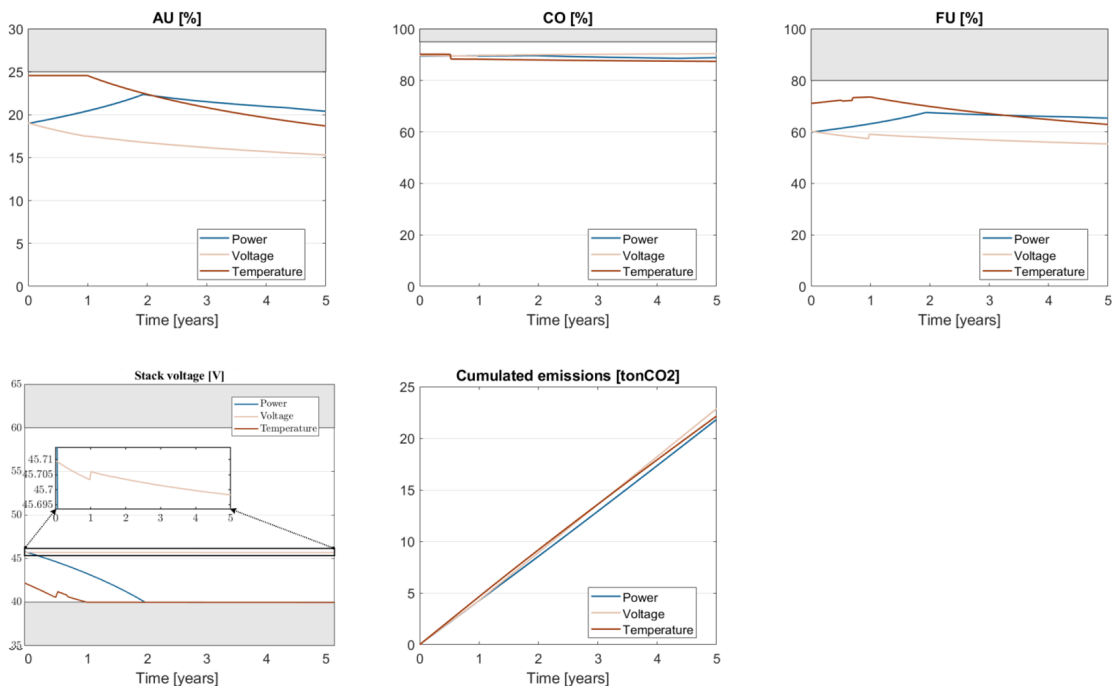 AU [%]
30
25
20
15
10
5
0
0 1 2 3 4 5
Time [years]
Power
Voltage
Temperature
CO [%]
100
80
60
40
20
0
0 1 2 3 4 5
Time [years]
Power
Voltage
Temperature
FU [%]
100
80
60
40
20
0
0 1 2 3 4 5
Time [years]
Power
Voltage
Temperature
Stack voltage [V]
65
60
55
50
45
40
35
Power
Voltage
Temperature
45.71
45.705
45.7
45.695
0 1 2 3 4 5
0 1 2 3 4 5
Time [years]
Cumulated emissions [tonCO2]
25
20
15
10
5
0
0 1 2 3 4 5
Time [years]
Power
Voltage
Temperature